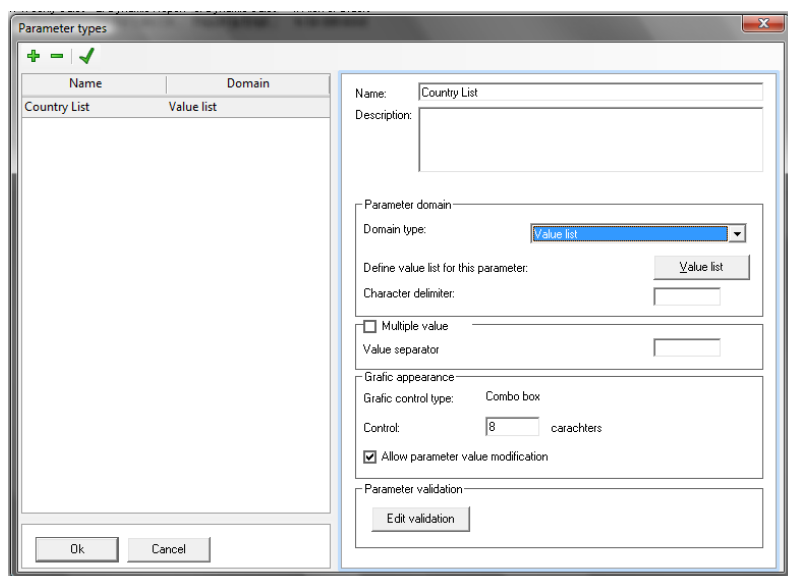 Parameter types
Name Domain
Country List Value list
Name: Country List
Description:
Parameter domain
Domain type: Value list
Define value list for this parameter: Value list
Character delimiter:
Multiple value
Value separator
Grafic appearance
Grafic control type: Combo box
Control: 8 carachters
Allow parameter value modification
Parameter validation
Edit validation
Ok Cancel